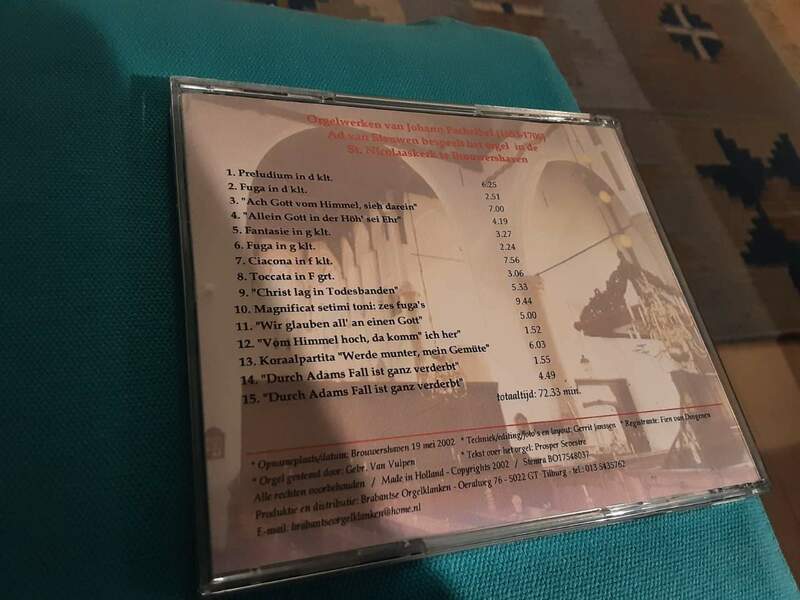 Orgelwerken van Johann Pachelbel (1653-1706)
Ad van Sleuwen bespeelt het orgel in de
St. Nicolaaskerk te Brouwershaven
1. Preludium in d klt. 6.25
2. Fuga in d klt. 2.51
3. "Ach Gott vom Himmel, sieh darein" 7.00
4. "Allein Gott in der Höh' sei Ehr" 4.19
5. Fantasie in g klt. 3.27
6. Fuga in g klt. 2.24
7. Ciacona in f klt. 7.56
8. Toccata in F grt. 3.06
9. "Christ lag in Todesbanden" 5.33
10. Magnificat setimi toni: zes fuga's 9.44
11. "Wir glauben all' an einen Gott" 5.00
12. "Vom Himmel hoch, da komm" ich her" 1.52
13. Koraalpartita "Werde munter, mein Gemüte" 6.03
14. "Durch Adams Fall ist ganz verderbt" 1.55
15. "Durch Adams Fall ist ganz verderbt" 4.49
totaaltijd: 72.33 min.
* Opnameplaats/datum: Brouwershaven 19 mei 2002 * Techniek/editing/foto's en layout: Gerrit Janssen * Registrante: Fien van Dongenen
* Orgel gestemd door: Gebr. Van Vulpen * Tekst over het orgel: Prosper Sevestre
Alle rechten voorbehouden / Made in Holland - Copyrights 2002 / Stemra BO17548037
Produktie en distributie: Brabantse Orgelklanken - Oeralweg 76 - 5022 GT Tilburg - tel.: 013 5435762
E-mail: brabantseorgelklanken@home.nl